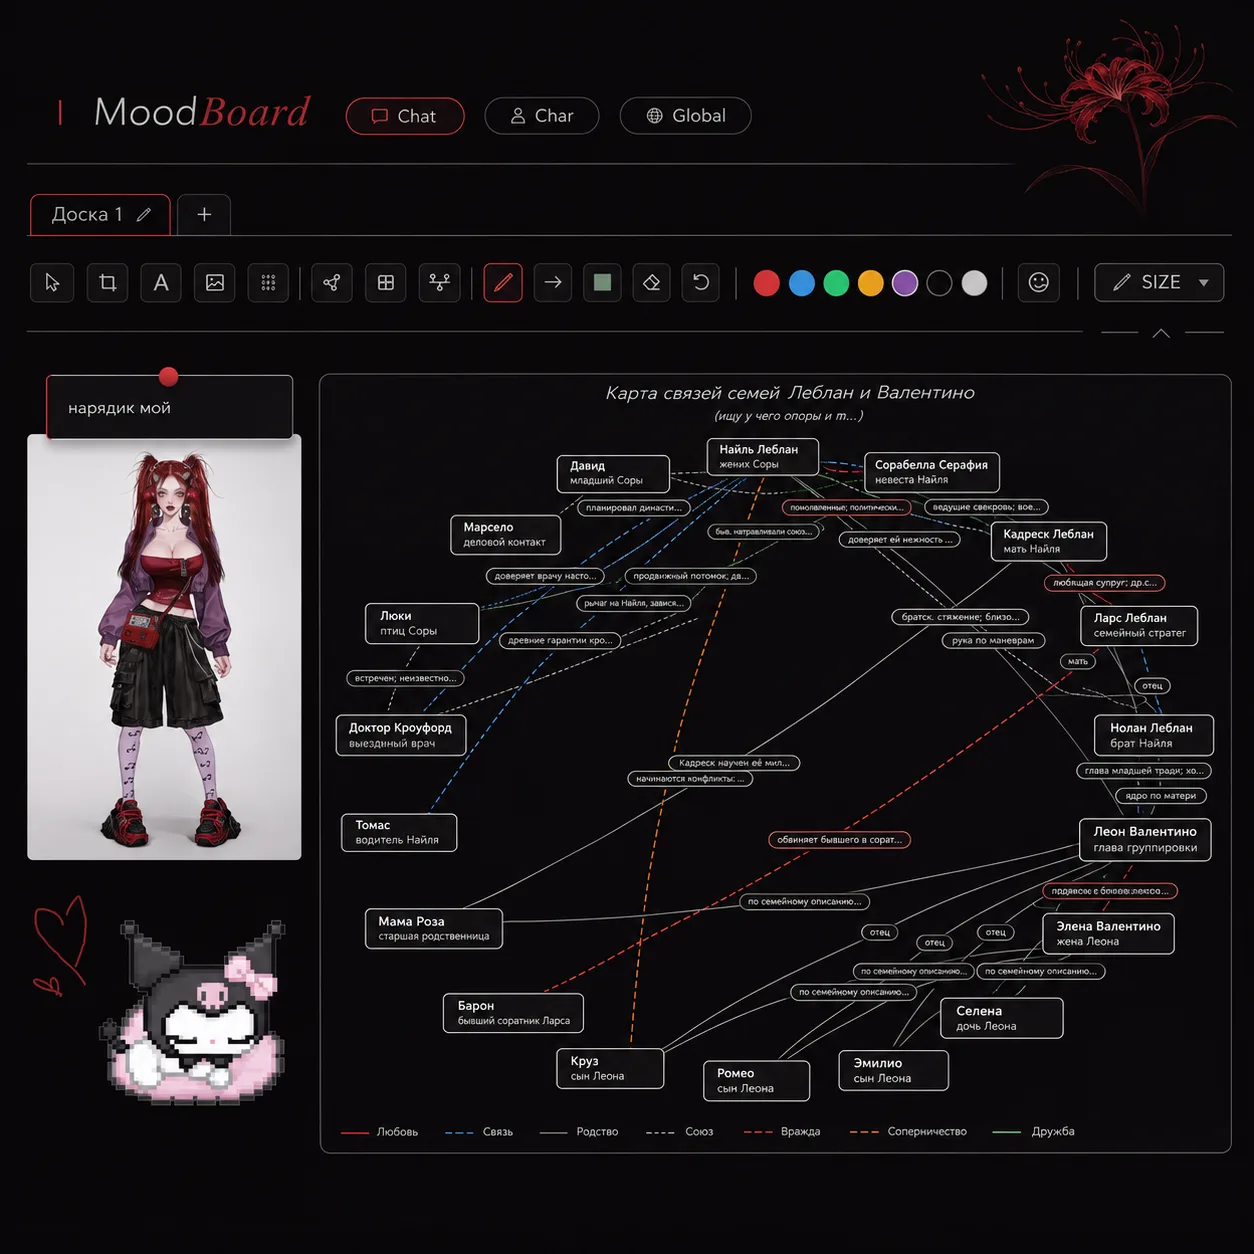 MoodBoard
Chat
Char
Global
Доска 1
+
A
SIZE
нарядик мой
Карта связей семей Леблан и Валентино
(ищу у чего опоры и т...)
Найль Леблан
жених Соры
Давид
младший Соры
Сорабелла Серафия
невеста Найля
планировал династи...
ведущие свекровь; вое...
Марсело
деловой контакт
быв. натравливали союз...
доверяет ей нежность ...
Кадреск Леблан
мать Найля
доверяет врачу насто...
продвижный потомок, дв...
любящая супруг; др.с...
рычаг на Найля, завися...
Люки
птиц Соры
древние гарантии кро...
братск. стяжение; близо...
рука по маневрам
Ларс Леблан
семейный стратег
мать
встречен; неизвестно...
отец
Доктор Кроуфорд
выездный врач
Нолан Леблан
брат Найля
Кадреск научен её мил...
начинаются конфликты: ...
глава младшей тради; хо...
ядро по матери
Томас
водитель Найля
обвиняет бывшего в сорат...
Леон Валентино
глава группировки
по семейному описанию...
Мама Роза
старшая родственница
отец
отец
отец
Элена Валентино
жена Леона
по семейному описанию...
по семейному описанию...
по семейному описанию...
Барон
бывший соратник Ларса
Селена
дочь Леона
Круз
сын Леона
Ромео
сын Леона
Эмилио
сын Леона
Любовь
Связь
Родство
Союз
Вражда
Соперничество
Дружба